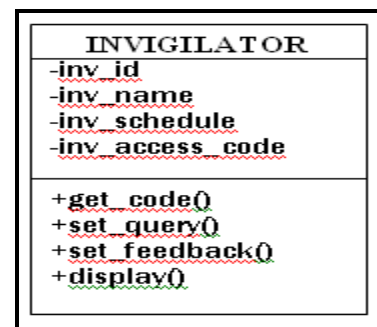 INVIGILATOR
-inv_id
-inv_name
-inv_schedule
-inv_access_code
+get_code()
+set_query()
+set_feedback()
+display()